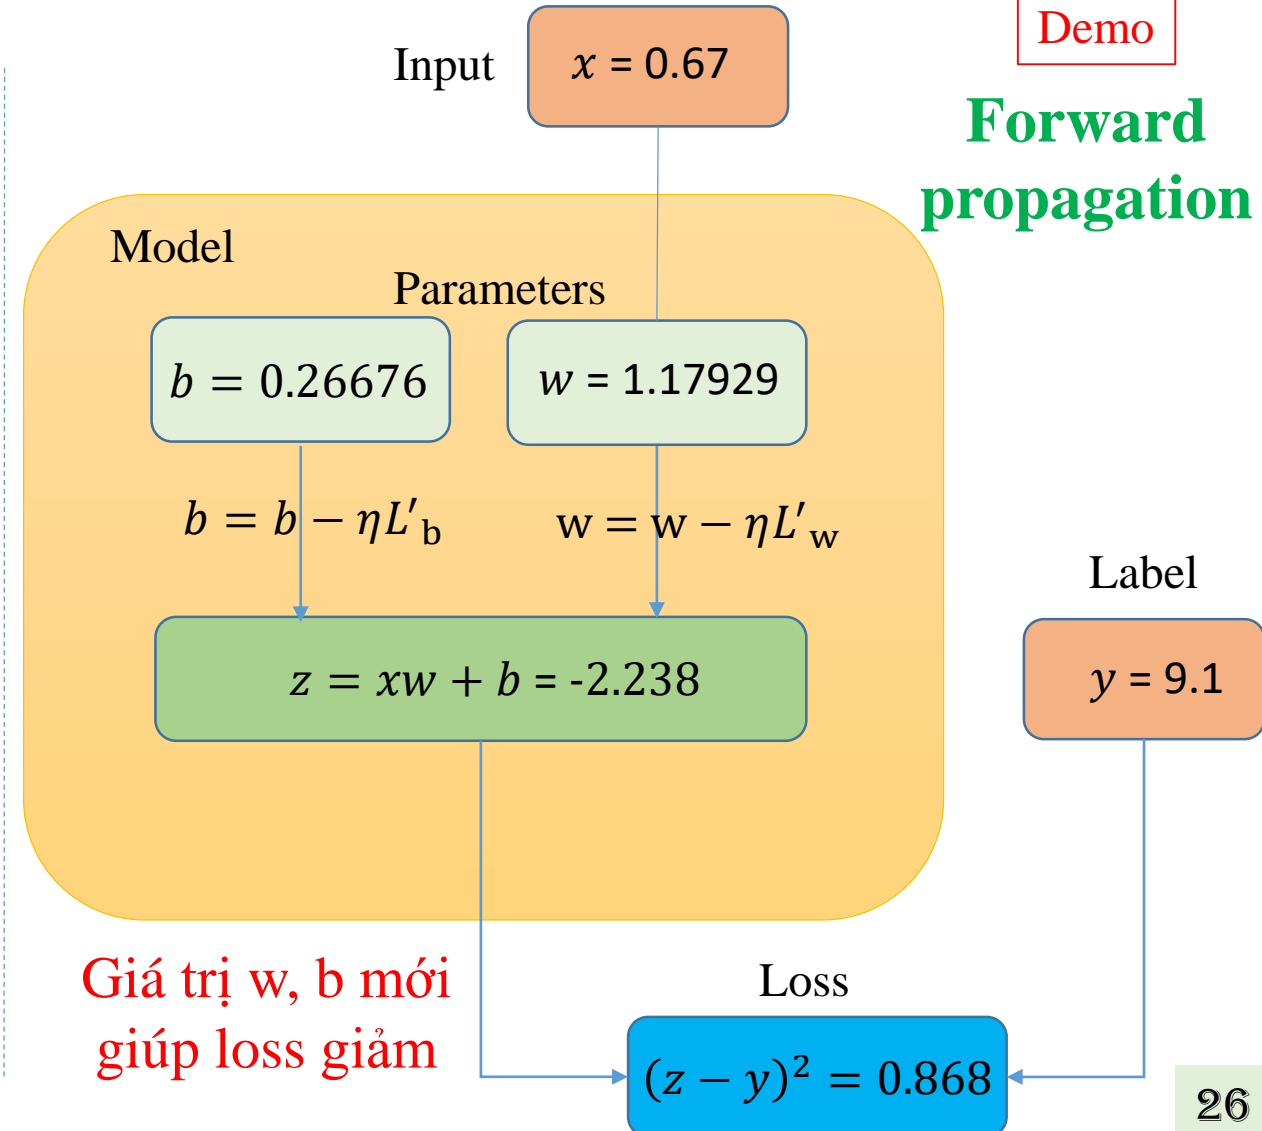 Demo
Input
x = 0.67
Forward
propagation
Model
Parameters
b = 0.26676
w = 1.17929
b = b − ηL′b
w = w − ηL′w
Label
z = xw + b = -2.238
y = 9.1
Giá trị w, b mới
giúp loss giảm
Loss
(z − y)² = 0.868
26